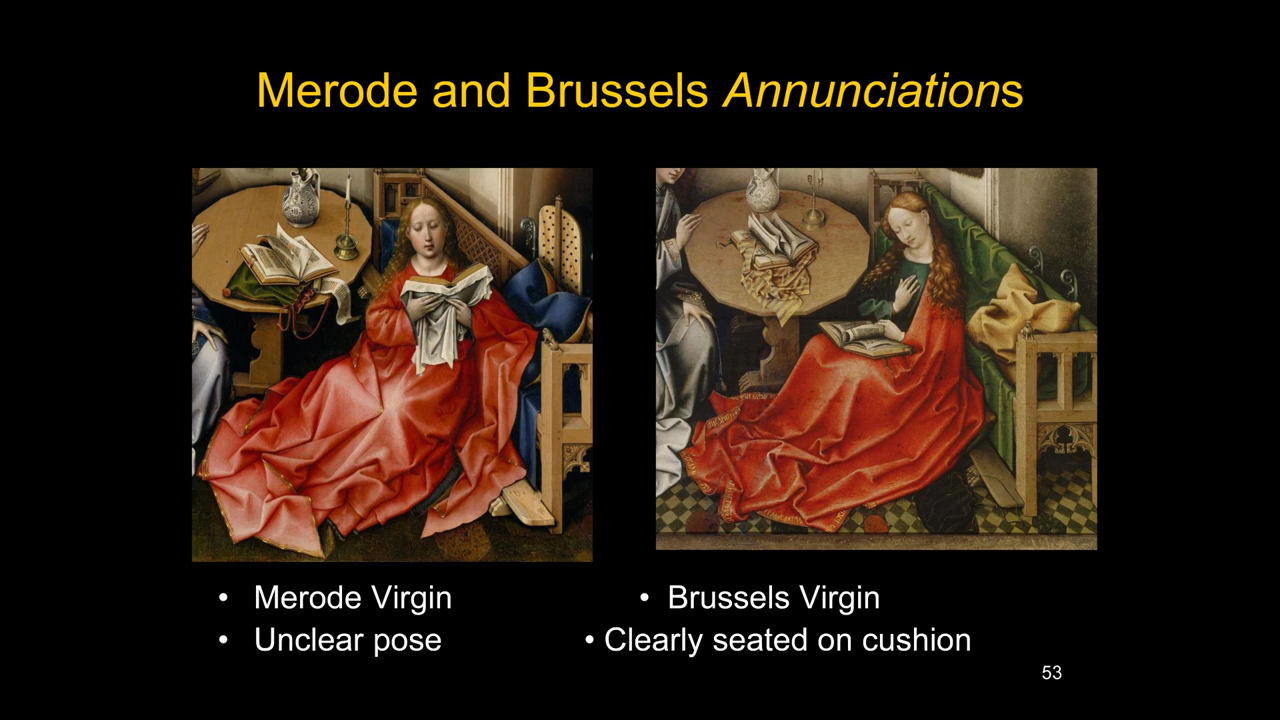 Merode and Brussels Annunciations
• Merode Virgin
• Brussels Virgin
• Unclear pose
• Clearly seated on cushion
53